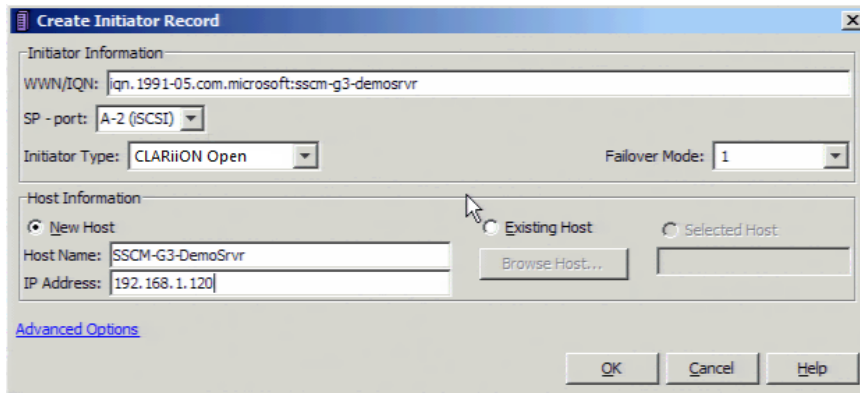 Create Initiator Record
Initiator Information
WWN/IQN: iqn.1991-05.com.microsoft:sscm-g3-demosrvr
SP - port: A-2 (iSCSI)
Initiator Type: CLARiiON Open Failover Mode: 1
Host Information
New Host Existing Host Selected Host
Host Name: SSCM-G3-DemoSrvr Browse Host...
IP Address: 192.168.1.120
Advanced Options
OK Cancel Help